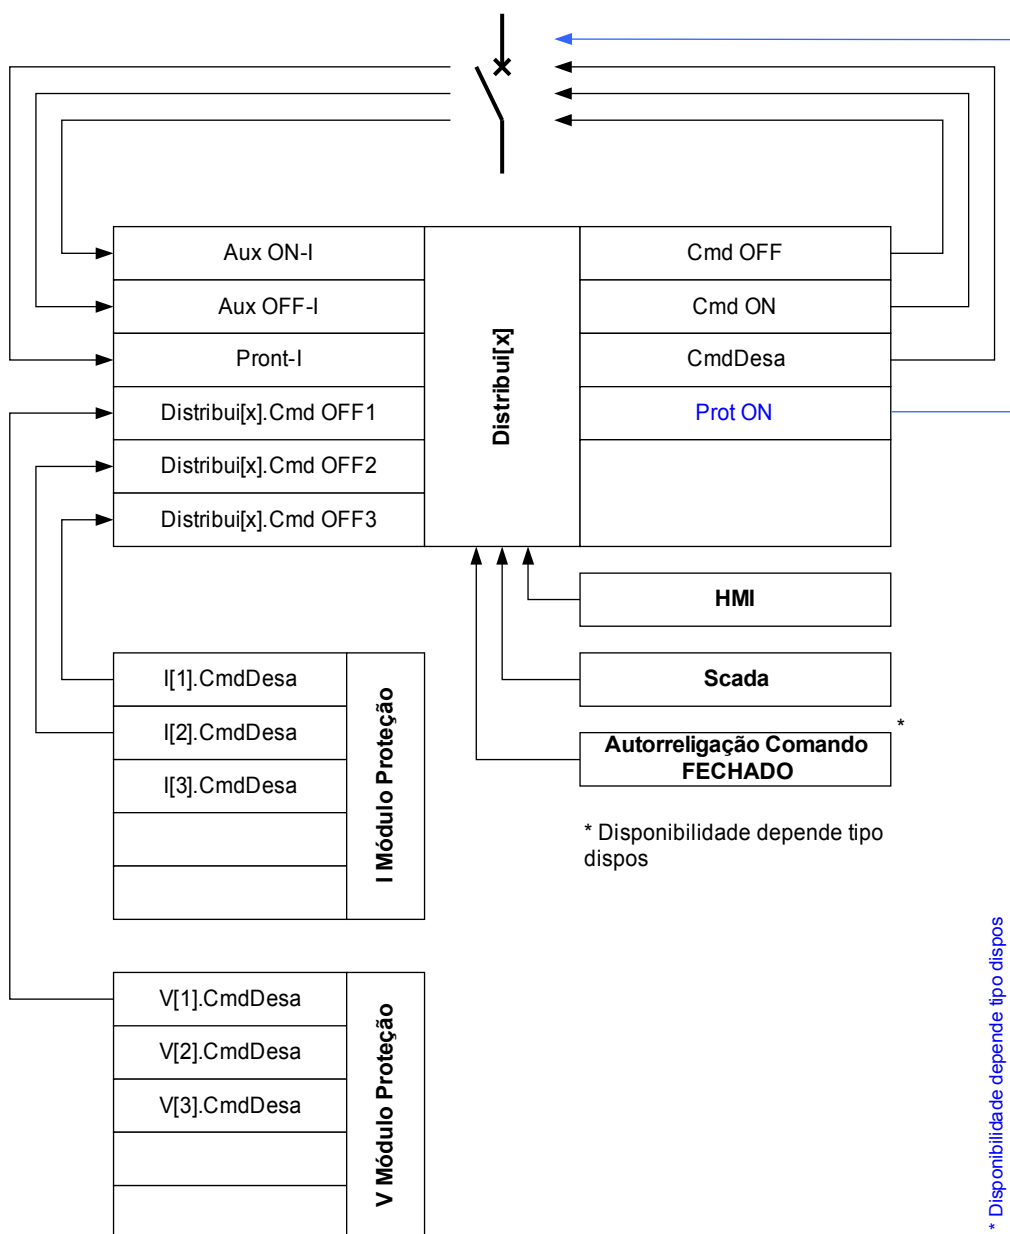 Aux ON-I
Aux OFF-I
Pront-I
Distribui[x].Cmd OFF1
Distribui[x].Cmd OFF2
Distribui[x].Cmd OFF3
Distribui[x]
Cmd OFF
Cmd ON
CmdDesa
Prot ON
HMI
Scada
Autorreligação Comando
FECHADO
*
* Disponibilidade depende tipo
dispos
I[1].CmdDesa
I[2].CmdDesa
I[3].CmdDesa
I Módulo Proteção
V[1].CmdDesa
V[2].CmdDesa
V[3].CmdDesa
V Módulo Proteção
* Disponibilidade depende tipo dispos